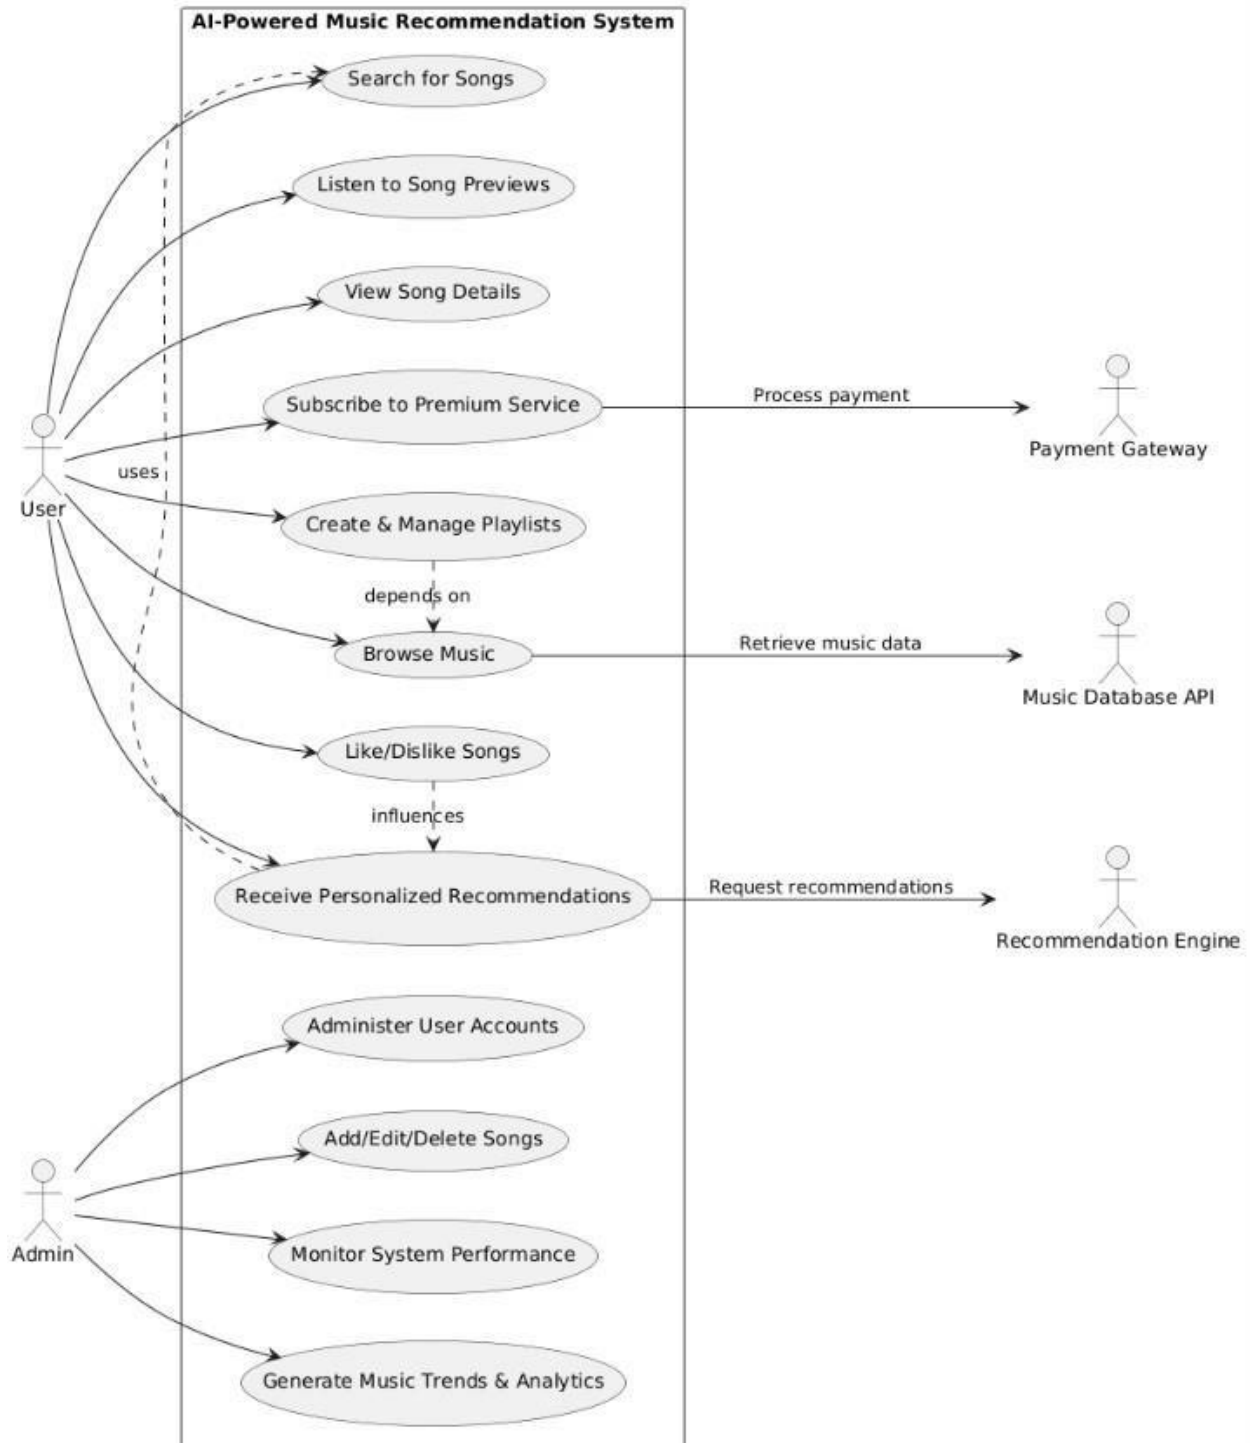 AI-Powered Music Recommendation System
Search for Songs
Listen to Song Previews
View Song Details
Subscribe to Premium Service
Process payment
Payment Gateway
uses
User
Create & Manage Playlists
depends on
Browse Music
Retrieve music data
Music Database API
Like/Dislike Songs
influences
Receive Personalized Recommendations
Request recommendations
Recommendation Engine
Administer User Accounts
Add/Edit/Delete Songs
Monitor System Performance
Admin
Generate Music Trends & Analytics